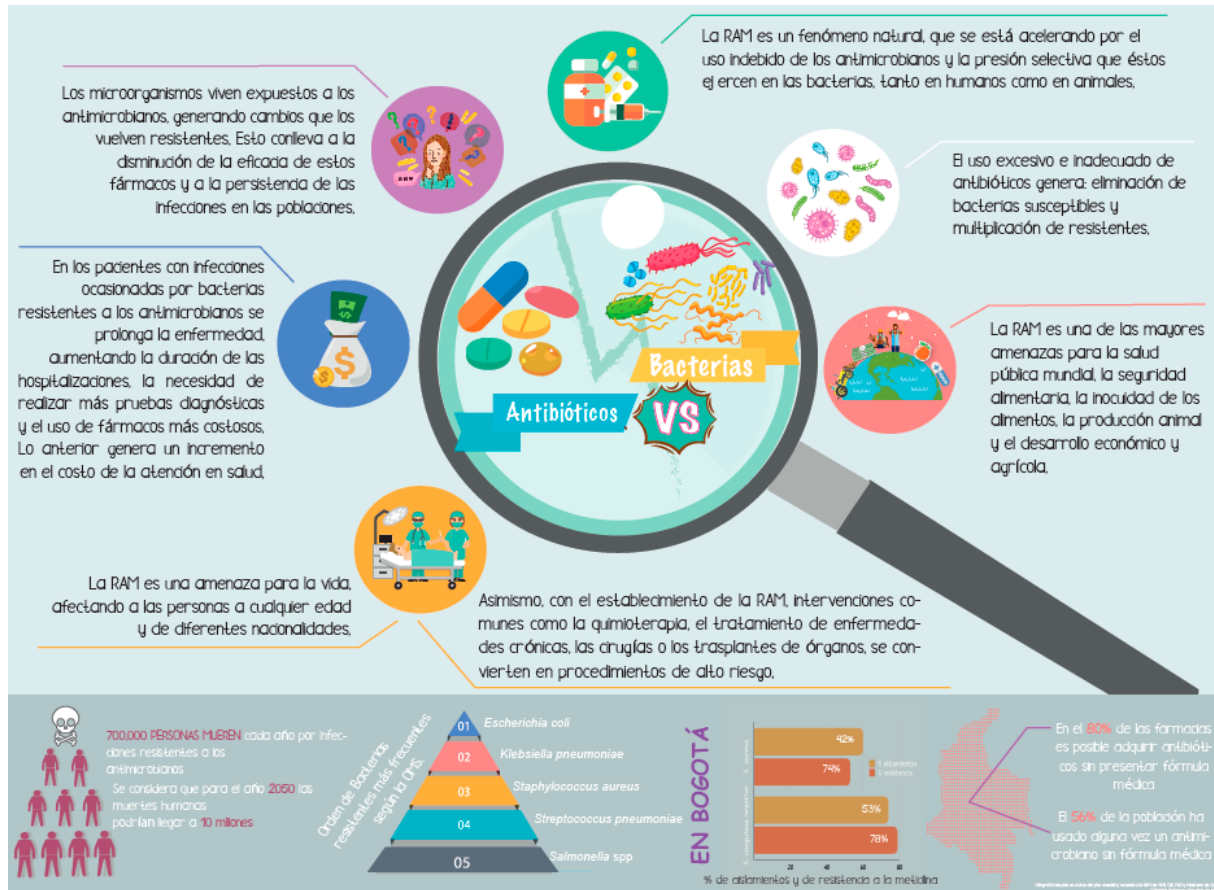 La RAM es un fenómeno natural, que se está acelerando por el
uso indebido de los antimicrobianos y la presión selectiva que éstos
ejercen en las bacterias, tanto en humanos como en animales.
Los microorganismos viven expuestos a los
antimicrobianos, generando cambios que los
vuelven resistentes. Esto conlleva a la
disminución de la eficacia de estos
fármacos y a la persistencia de las
infecciones en las poblaciones.
El uso excesivo e inadecuado de
antibióticos genera: eliminación de
bacterias susceptibles y
multiplicación de resistentes.
En los pacientes con infecciones
ocasionadas por bacterias
resistentes a los antimicrobianos se
prolonga la enfermedad,
aumentando la duración de las
hospitalizaciones, la necesidad de
realizar más pruebas diagnósticas
y el uso de fármacos más costosos.
Lo anterior genera un incremento
en el costo de la atención en salud.
Bacterias
Antibióticos
VS
La RAM es una de las mayores
amenazas para la salud
pública mundial, la seguridad
alimentaria, la inocuidad de los
alimentos, la producción animal
y el desarrollo económico y
agrícola.
La RAM es una amenaza para la vida,
afectando a las personas a cualquier edad
y de diferentes nacionalidades.
Asimismo, con el establecimiento de la RAM, intervenciones co-
munes como la quimioterapia, el tratamiento de enfermeda-
des crónicas, las cirugías o los trasplantes de órganos, se con-
vierten en procedimientos de alto riesgo.
700,000 PERSONAS MUEREN cada año por infec-
ciones resistentes a los
antimicrobianos
Se considera que para el año 2050 las
muertes humanas
podrían llegar a 10 millones
Orden de Bacterias
resistentes más frecuentes
según la OMS.
01 Escherichia coli
02 Klebsiella pneumoniae
03 Staphylococcus aureus
04 Streptococcus pneumoniae
05 Salmonella spp
EN BOGOTÁ
42%
74%
53%
78%
% aislamientos
% resistencia
20 40 60 80
% de aislamientos y de resistencia a la meticilina
En el 80% de las farmacias
es posible adquirir antibióti-
cos sin presentar fórmula
médica
El 56% de la población ha
usado alguna vez un antimi-
crobiano sin fórmula médica